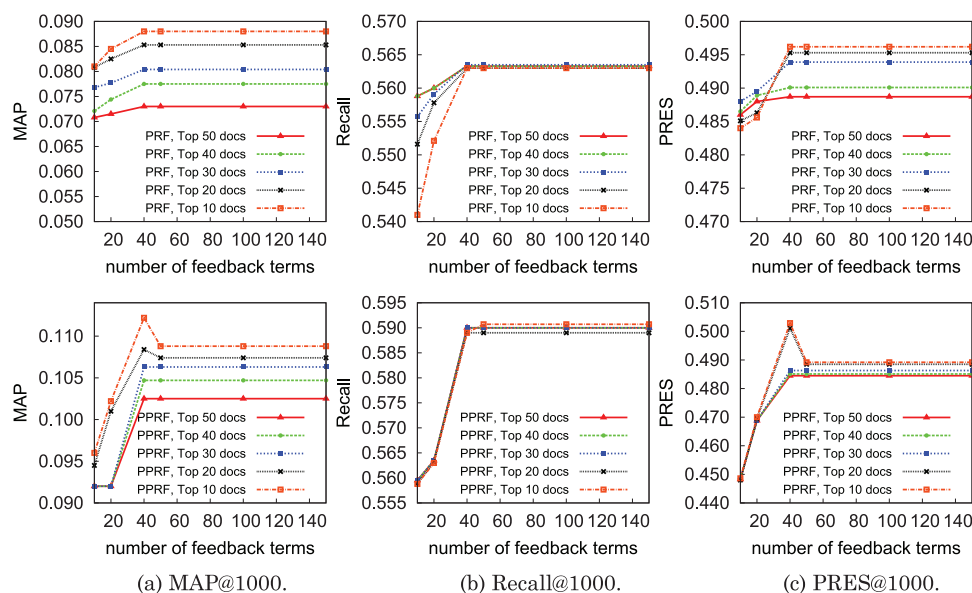 0.090
0.085
0.080
0.075
0.070
0.065
0.060
0.055
0.050
MAP
PRF, Top 50 docs
PRF, Top 40 docs
PRF, Top 30 docs
PRF, Top 20 docs
PRF, Top 10 docs
20 40 60 80 100 120 140
number of feedback terms
0.570
0.565
0.560
0.555
0.550
0.545
0.540
Recall
PRF, Top 50 docs
PRF, Top 40 docs
PRF, Top 30 docs
PRF, Top 20 docs
PRF, Top 10 docs
20 40 60 80 100 120 140
number of feedback terms
0.500
0.495
0.490
0.485
0.480
0.475
0.470
PRES
PRF, Top 50 docs
PRF, Top 40 docs
PRF, Top 30 docs
PRF, Top 20 docs
PRF, Top 10 docs
20 40 60 80 100 120 140
number of feedback terms
0.110
0.105
0.100
0.095
0.090
MAP
PPRF, Top 50 docs
PPRF, Top 40 docs
PPRF, Top 30 docs
PPRF, Top 20 docs
PPRF, Top 10 docs
20 40 60 80 100 120 140
number of feedback terms
(a) MAP@1000.
0.595
0.590
0.585
0.580
0.575
0.570
0.565
0.560
0.555
Recall
PPRF, Top 50 docs
PPRF, Top 40 docs
PPRF, Top 30 docs
PPRF, Top 20 docs
PPRF, Top 10 docs
20 40 60 80 100 120 140
number of feedback terms
(b) Recall@1000.
0.510
0.500
0.490
0.480
0.470
0.460
0.450
0.440
PRES
PPRF, Top 50 docs
PPRF, Top 40 docs
PPRF, Top 30 docs
PPRF, Top 20 docs
PPRF, Top 10 docs
20 40 60 80 100 120 140
number of feedback terms
(c) PRES@1000.